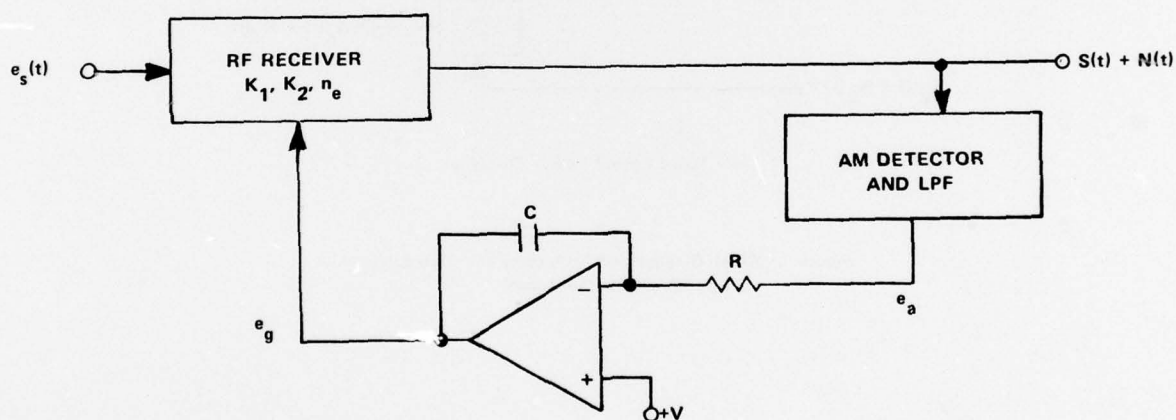 e_s(t)
RF RECEIVER
K_1, K_2, n_e
S(t) + N(t)
AM DETECTOR
AND LPF
C
R
e_a
e_g
−
+
+V